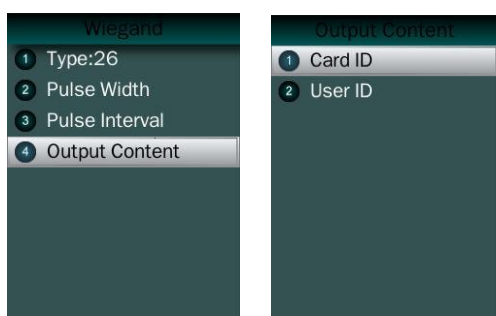 Wiegand
1 Type:26
2 Pulse Width
3 Pulse Interval
4 Output Content
Output Content
1 Card ID
2 User ID